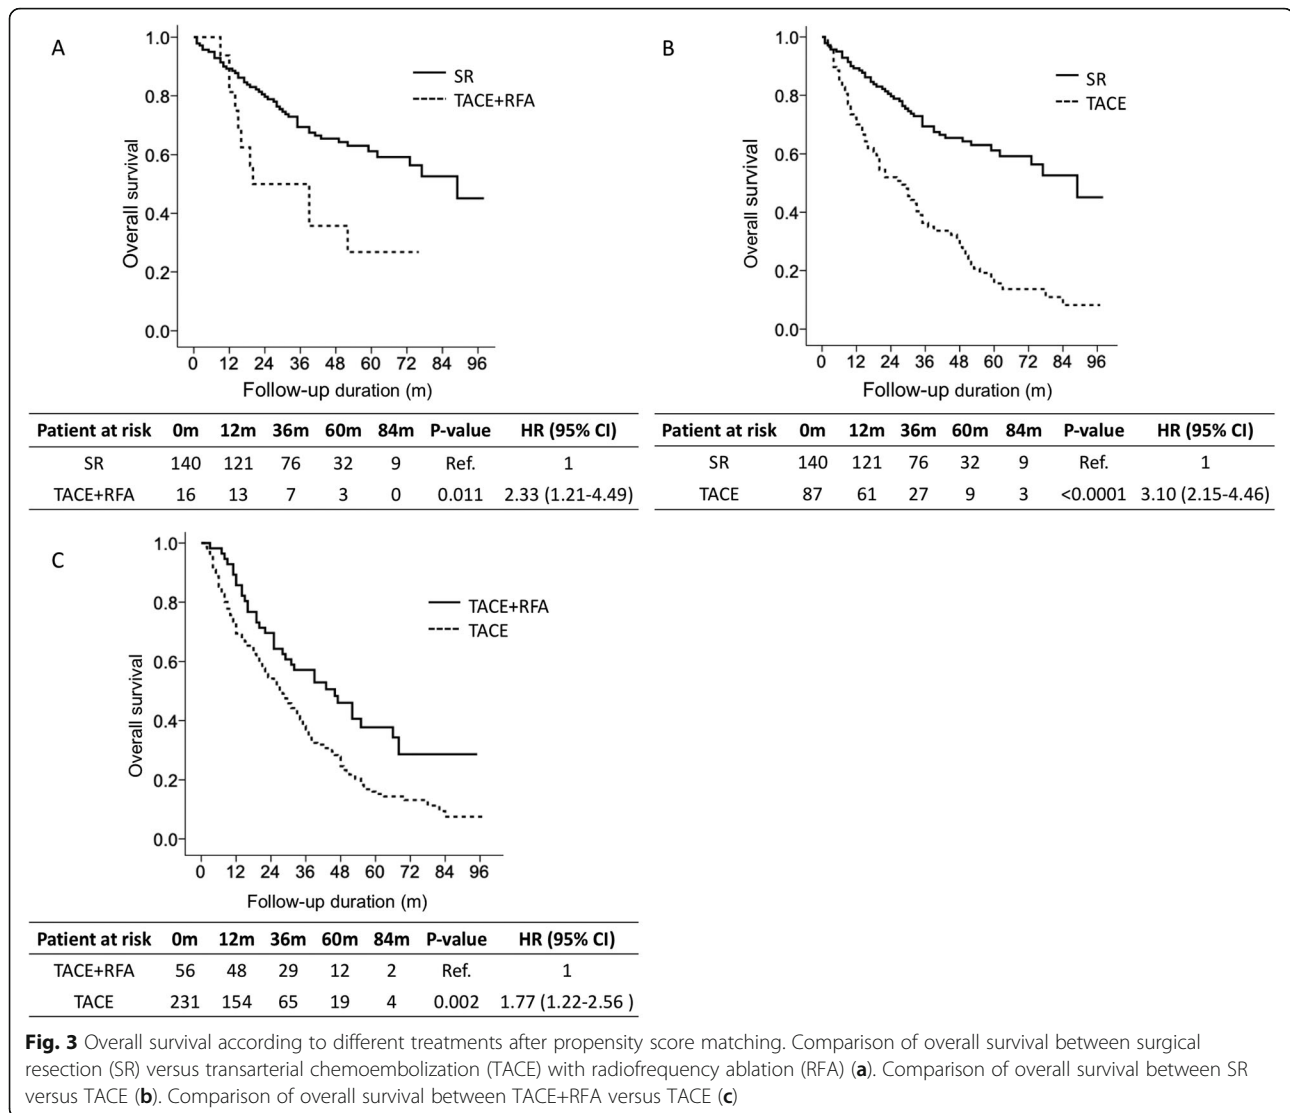 A
1.0
0.8
0.6
0.4
0.2
0.0
Overall survival
SR
TACE+RFA
0 12 24 36 48 60 72 84 96
Follow-up duration (m)
Patient at risk 0m 12m 36m 60m 84m P-value HR (95% CI)
SR 140 121 76 32 9 Ref. 1
TACE+RFA 16 13 7 3 0 0.011 2.33 (1.21-4.49)
B
1.0
0.8
0.6
0.4
0.2
0.0
Overall survival
SR
TACE
0 12 24 36 48 60 72 84 96
Follow-up duration (m)
Patient at risk 0m 12m 36m 60m 84m P-value HR (95% CI)
SR 140 121 76 32 9 Ref. 1
TACE 87 61 27 9 3 <0.0001 3.10 (2.15-4.46)
C
1.0
0.8
0.6
0.4
0.2
0.0
Overall survival
TACE+RFA
TACE
0 12 24 36 48 60 72 84 96
Follow-up duration (m)
Patient at risk 0m 12m 36m 60m 84m P-value HR (95% CI)
TACE+RFA 56 48 29 12 2 Ref. 1
TACE 231 154 65 19 4 0.002 1.77 (1.22-2.56 )
Fig. 3 Overall survival according to different treatments after propensity score matching. Comparison of overall survival between surgical
resection (SR) versus transarterial chemoembolization (TACE) with radiofrequency ablation (RFA) (a). Comparison of overall survival between SR
versus TACE (b). Comparison of overall survival between TACE+RFA versus TACE (c)